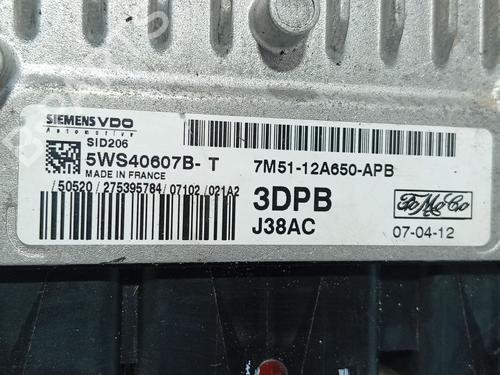 SIEMENS VDO
Automotive
SID206
5WS40607B- T
7M51-12A650-APB
MADE IN FRANCE
/ 50520 / 275395784 / 07102 / 021A2
3DPB
J38AC
FoMoCo
07-04-12